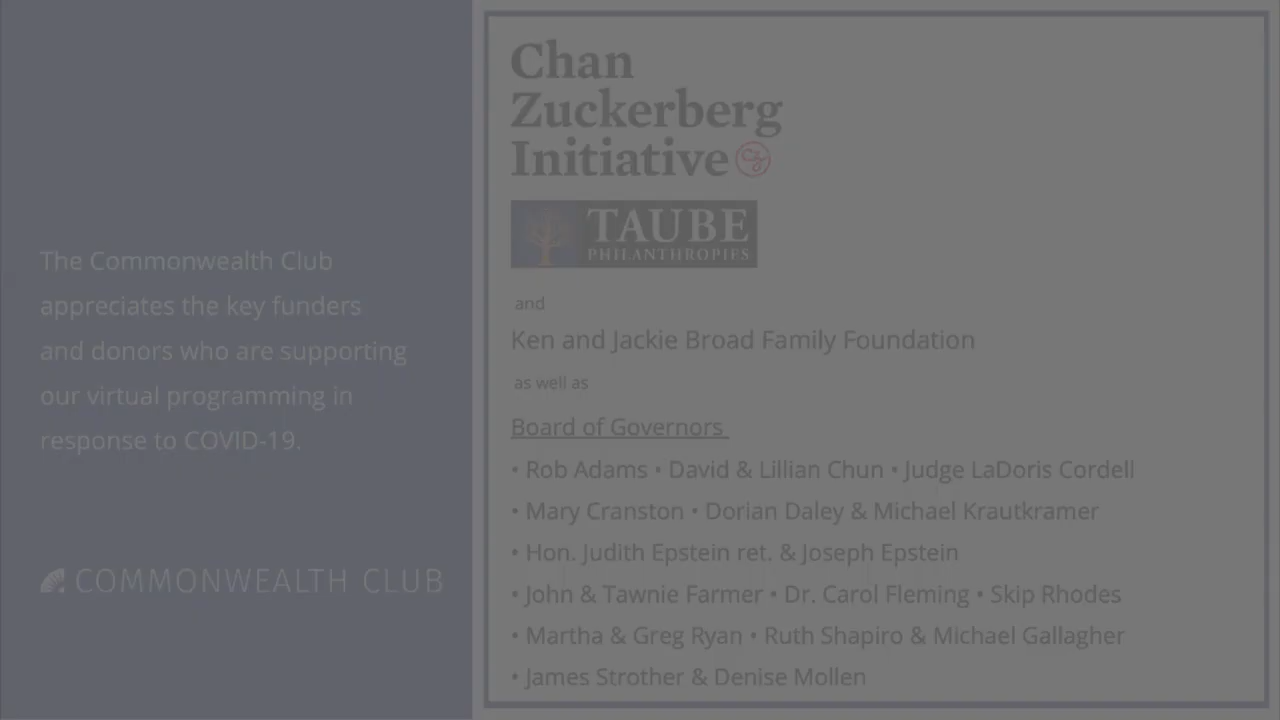 The Commonwealth Club
appreciates the key funders
and donors who are supporting
our virtual programming in
response to COVID-19.
COMMONWEALTH CLUB
Chan
Zuckerberg
Initiative
TAUBE
PHILANTHROPIES
and
Ken and Jackie Broad Family Foundation
as well as
Board of Governors
• Rob Adams • David & Lillian Chun • Judge LaDoris Cordell
• Mary Cranston • Dorian Daley & Michael Krautkramer
• Hon. Judith Epstein ret. & Joseph Epstein
• John & Tawnie Farmer • Dr. Carol Fleming • Skip Rhodes
• Martha & Greg Ryan • Ruth Shapiro & Michael Gallagher
• James Strother & Denise Mollen